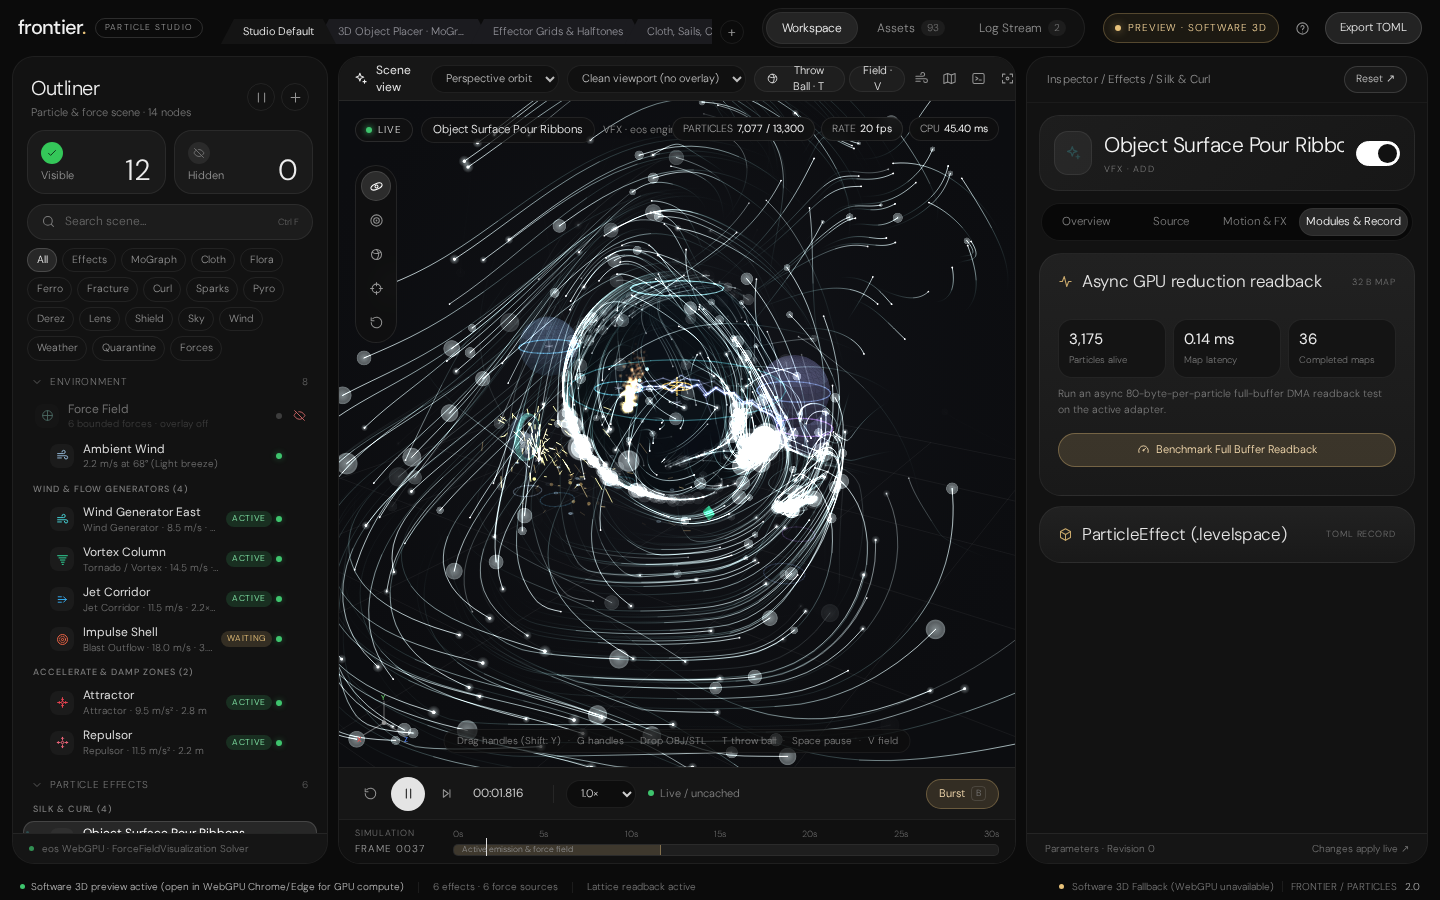 frontier.
PARTICLE STUDIO
Studio Default
3D Object Placer · MoGr...
Effector Grids & Halftones
Cloth, Sails, C
+
Workspace
Assets 93
Log Stream 2
PREVIEW · SOFTWARE 3D
Export TOML
Outliner
Particle & force scene · 14 nodes
Visible
12
Hidden
0
Search scene...
Ctrl F
All
Effects
MoGraph
Cloth
Flora
Ferro
Fracture
Curl
Sparks
Pyro
Derez
Lens
Shield
Sky
Wind
Weather
Quarantine
Forces
ENVIRONMENT 8
Force Field
6 bounded forces · overlay off
Ambient Wind
2.2 m/s at 68° (Light breeze)
WIND & FLOW GENERATORS (4)
Wind Generator East
Wind Generator · 8.5 m/s · ...
ACTIVE
Vortex Column
Tornado / Vortex · 14.5 m/s ·...
ACTIVE
Jet Corridor
Jet Corridor · 11.5 m/s · 2.2×...
ACTIVE
Impulse Shell
Blast Outflow · 18.0 m/s · 3....
WAITING
ACCELERATE & DAMP ZONES (2)
Attractor
Attractor · 9.5 m/s² · 2.8 m
ACTIVE
Repulsor
Repulsor · 11.5 m/s² · 2.2 m
ACTIVE
PARTICLE EFFECTS 6
SILK & CURL (4)
Object Surface Pour Ribbons
eos WebGPU · ForceFieldVisualization Solver
Scene view
Perspective orbit
Clean viewport (no overlay)
Throw Ball · T
Field · V
LIVE
Object Surface Pour Ribbons
VFX · eos engi
PARTICLES 7,077 / 13,300
RATE 20 fps
CPU 45.40 ms
Drag handles (Shift: Y) · G handles · Drop OBJ/STL · T throw ball · Space pause · V field
00:01.816
1.0×
Live / uncached
Burst B
SIMULATION
FRAME 0037
0s
5s
10s
15s
20s
25s
30s
Active emission & force field
Inspector / Effects / Silk & Curl
Reset ↗
Object Surface Pour Ribbo
VFX · ADD
Overview
Source
Motion & FX
Modules & Record
Async GPU reduction readback
32 B MAP
3,175
Particles alive
0.14 ms
Map latency
36
Completed maps
Run an async 80-byte-per-particle full-buffer DMA readback test
on the active adapter.
Benchmark Full Buffer Readback
ParticleEffect (.levelspace)
TOML RECORD
Parameters · Revision 0
Changes apply live ↗
Software 3D preview active (open in WebGPU Chrome/Edge for GPU compute)
6 effects · 6 force sources
Lattice readback active
Software 3D Fallback (WebGPU unavailable)
FRONTIER / PARTICLES 2.0